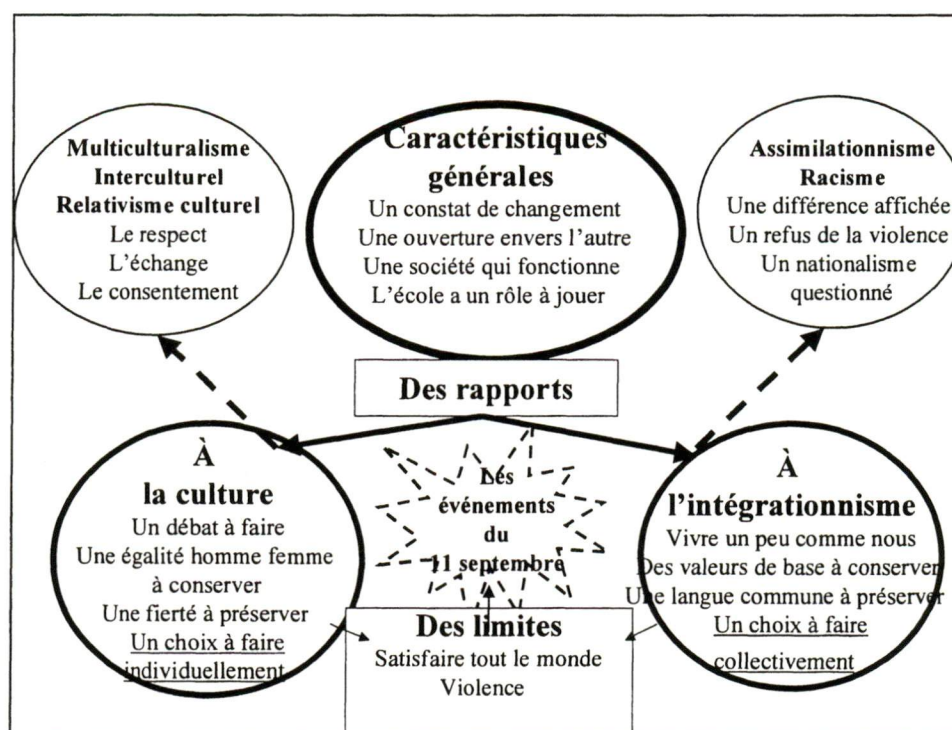 Multiculturalisme
Interculturel
Relativisme culturel
Le respect
L'échange
Le consentement
Caractéristiques
générales
Un constat de changement
Une ouverture envers l'autre
Une société qui fonctionne
L'école a un rôle à jouer
Assimilationnisme
Racisme
Une différence affichée
Un refus de la violence
Un nationalisme
questionné
Des rapports
À
la culture
Un débat à faire
Une égalité homme femme
à conserver
Une fierté à préserver
Un choix à faire
individuellement
Les
événements
du
11 septembre
À
l'intégrationnisme
Vivre un peu comme nous
Des valeurs de base à conserver
Une langue commune à préserver
Un choix à faire
collectivement
Des limites
Satisfaire tout le monde
Violence